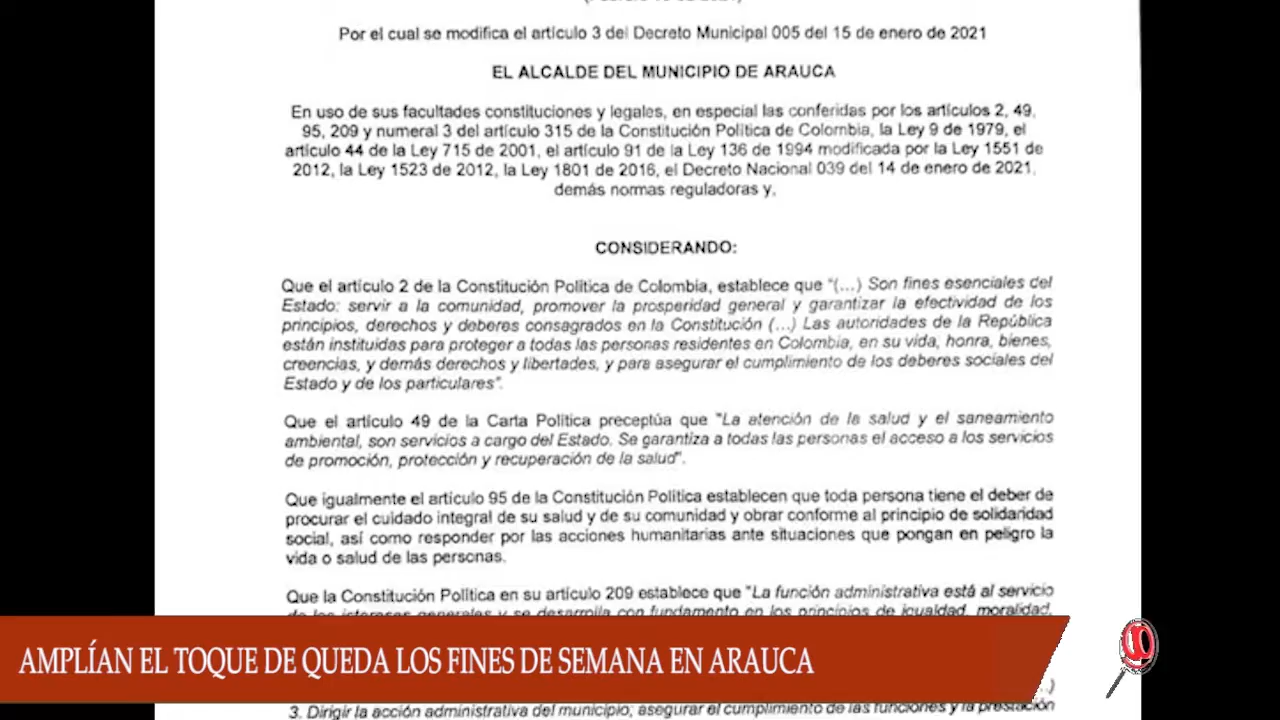 Por el cual se modifica el artículo 3 del Decreto Municipal 005 del 15 de enero de 2021
EL ALCALDE DEL MUNICIPIO DE ARAUCA
En uso de sus facultades constituciones y legales, en especial las conferidas por los artículos 2, 49,
95, 209 y numeral 3 del artículo 315 de la Constitución Política de Colombia, la Ley 9 de 1979, el
artículo 44 de la Ley 715 de 2001, el artículo 91 de la Ley 136 de 1994 modificada por la Ley 1551 de
2012, la Ley 1523 de 2012, la Ley 1801 de 2016, el Decreto Nacional 039 del 14 de enero de 2021,
demás normas reguladoras y,
CONSIDERANDO:
Que el artículo 2 de la Constitución Política de Colombia, establece que "(...) Son fines esenciales del
Estado: servir a la comunidad, promover la prosperidad general y garantizar la efectividad de los
principios, derechos y deberes consagrados en la Constitución (...) Las autoridades de la República
están instituidas para proteger a todas las personas residentes en Colombia, en su vida, honra, bienes,
creencias, y demás derechos y libertades, y para asegurar el cumplimiento de los deberes sociales del
Estado y de los particulares".
Que el artículo 49 de la Carta Política preceptúa que "La atención de la salud y el saneamiento
ambiental, son servicios a cargo del Estado. Se garantiza a todas las personas el acceso a los servicios
de promoción, protección y recuperación de la salud".
Que igualmente el artículo 95 de la Constitución Política establecen que toda persona tiene el deber de
procurar el cuidado integral de su salud y de su comunidad y obrar conforme al principio de solidaridad
social, así como responder por las acciones humanitarias ante situaciones que pongan en peligro la
vida o salud de las personas.
Que la Constitución Política en su artículo 209 establece que "La función administrativa está al servicio
de los intereses generales y se desarrolla con fundamento en los principios de igualdad, moralidad,
AMPLÍAN EL TOQUE DE QUEDA LOS FINES DE SEMANA EN ARAUCA
3. Dirigir la acción administrativa del municipio; asegurar el cumplimiento de las funciones y la prestación